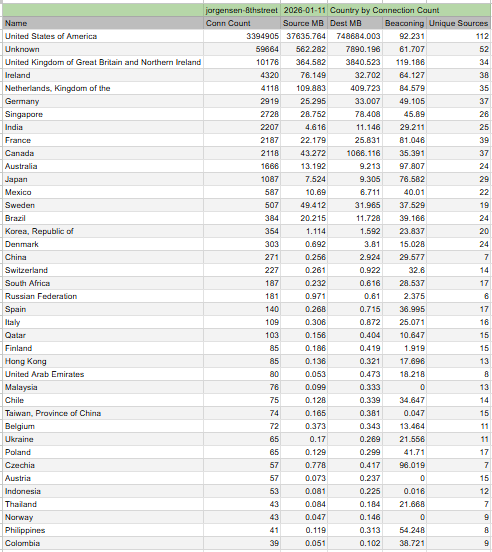 jorgensen-8thstreet 2026-01-11 Country by Connection Count
Name Conn Count Source MB Dest MB Beaconing Unique Sources
United States of America 3394905 37635.764 748684.003 92.231 112
Unknown 59664 562.282 7890.196 61.707 52
United Kingdom of Great Britain and Northern Ireland 10176 364.582 3840.523 119.186 34
Ireland 4320 76.149 32.702 64.127 38
Netherlands, Kingdom of the 4118 109.883 409.723 84.579 35
Germany 2919 25.295 33.007 49.105 37
Singapore 2728 28.752 78.408 45.89 26
India 2207 4.616 11.146 29.211 25
France 2187 22.179 25.831 81.046 39
Canada 2118 43.272 1066.116 35.391 37
Australia 1666 13.192 9.213 97.807 24
Japan 1087 7.524 9.305 76.582 29
Mexico 587 10.69 6.711 40.01 22
Sweden 507 49.412 31.965 37.529 19
Brazil 384 20.215 11.728 39.166 24
Korea, Republic of 354 1.114 1.592 23.837 20
Denmark 303 0.692 3.81 15.028 24
China 271 0.256 2.924 29.577 7
Switzerland 227 0.261 0.922 32.6 14
South Africa 187 0.232 0.616 28.537 17
Russian Federation 181 0.971 0.61 2.375 6
Spain 140 0.268 0.715 36.995 17
Italy 109 0.306 0.872 25.071 16
Qatar 103 0.156 0.404 10.647 15
Finland 85 0.186 0.419 1.919 15
Hong Kong 85 0.136 0.321 17.696 13
United Arab Emirates 80 0.053 0.473 18.218 8
Malaysia 76 0.099 0.333 0 13
Chile 75 0.128 0.339 34.647 14
Taiwan, Province of China 74 0.165 0.381 0.047 15
Belgium 72 0.373 0.343 13.464 11
Ukraine 65 0.17 0.269 21.556 11
Poland 65 0.129 0.299 41.71 17
Czechia 57 0.778 0.417 96.019 7
Austria 57 0.073 0.237 0 15
Indonesia 53 0.081 0.225 0.016 12
Thailand 43 0.084 0.184 21.668 7
Norway 43 0.047 0.146 0 9
Philippines 41 0.119 0.313 54.248 8
Colombia 39 0.051 0.102 38.721 9